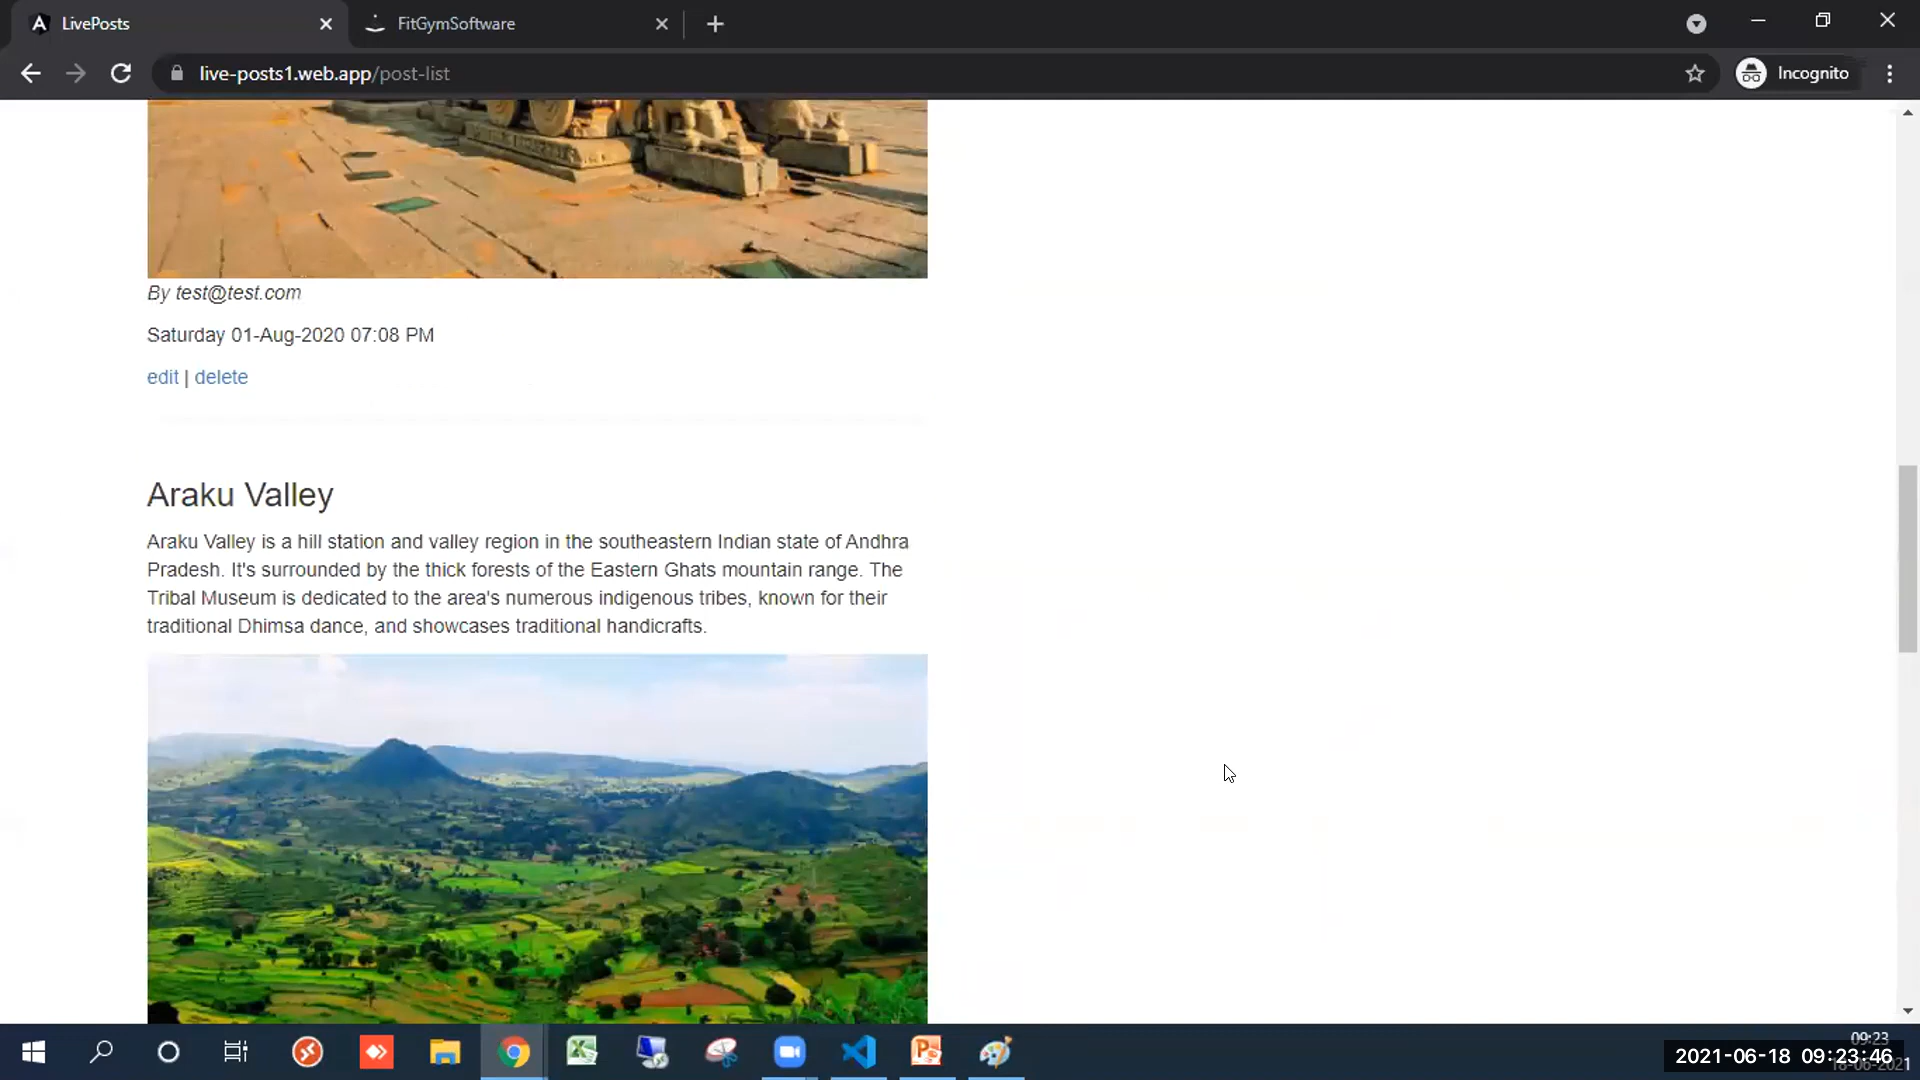 LivePosts
FitGymSoftware
live-posts1.web.app/post-list
Incognito
By test@test.com
Saturday 01-Aug-2020 07:08 PM
edit | delete
Araku Valley
Araku Valley is a hill station and valley region in the southeastern Indian state of Andhra
Pradesh. It's surrounded by the thick forests of the Eastern Ghats mountain range. The
Tribal Museum is dedicated to the area's numerous indigenous tribes, known for their
traditional Dhimsa dance, and showcases traditional handicrafts.
09:23
2021-06-18 09:23:46
18-06-2021